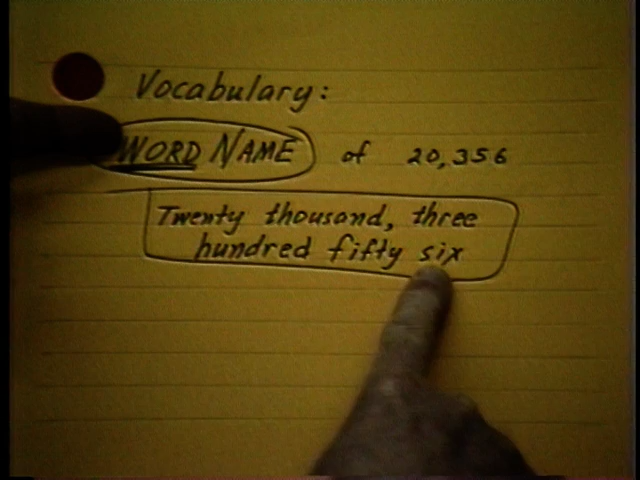 Vocabulary:
WORD NAME of 20,356
Twenty thousand, three
hundred fifty six